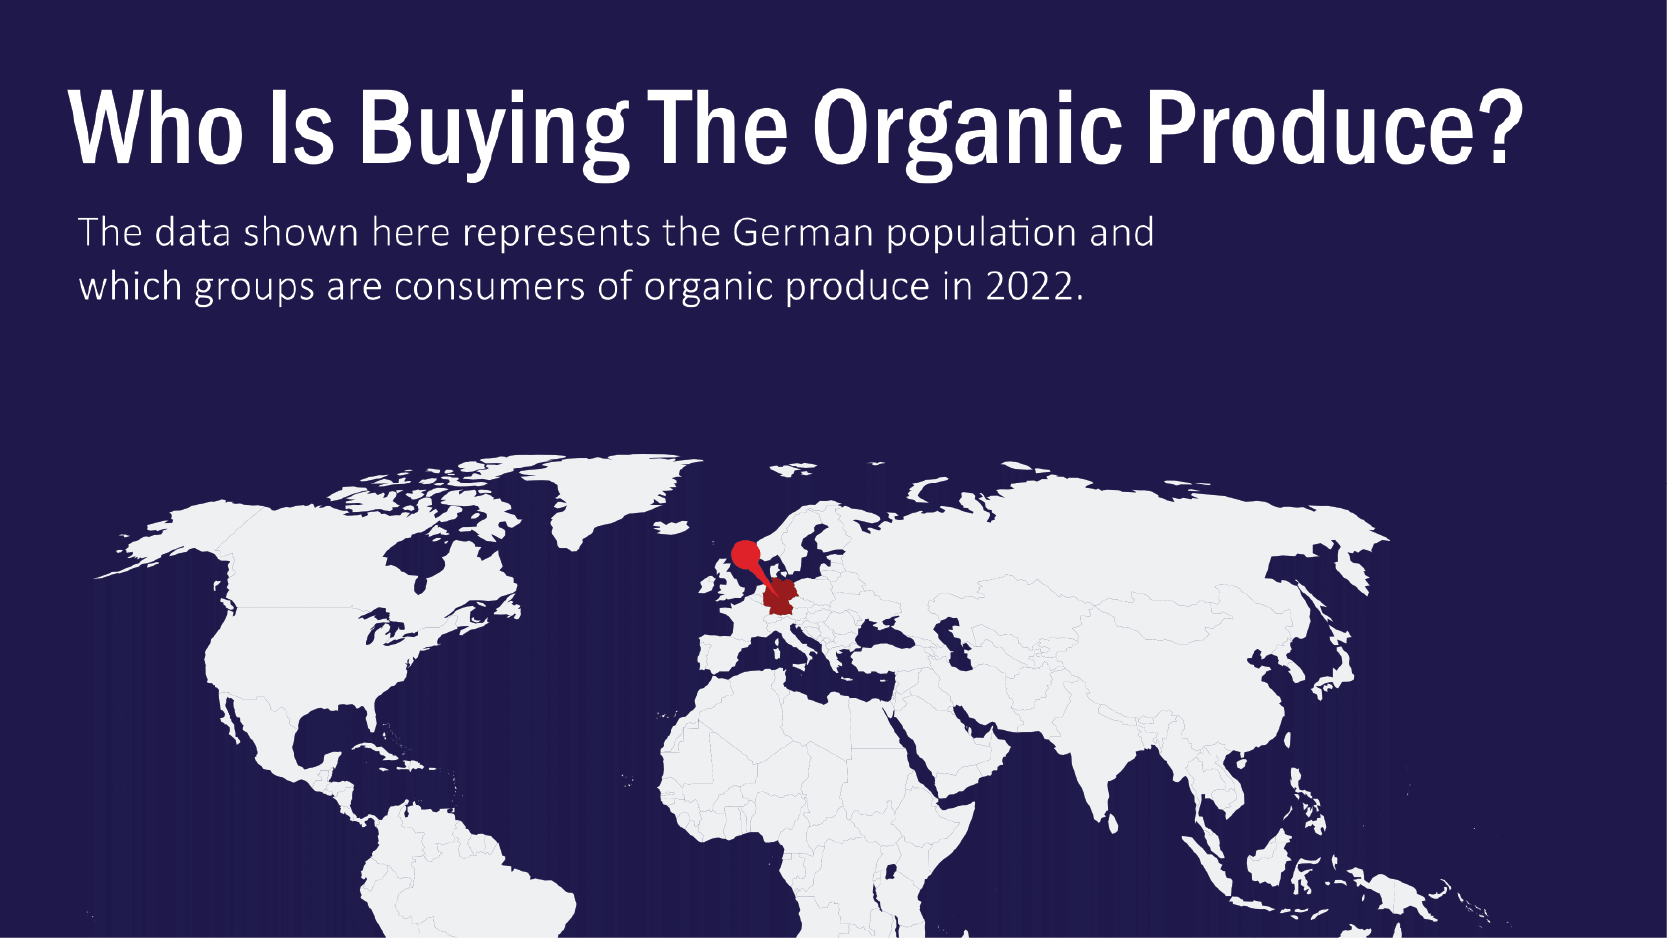 Who Is Buying The Organic Produce?
The data shown here represents the German population and
which groups are consumers of organic produce in 2022.